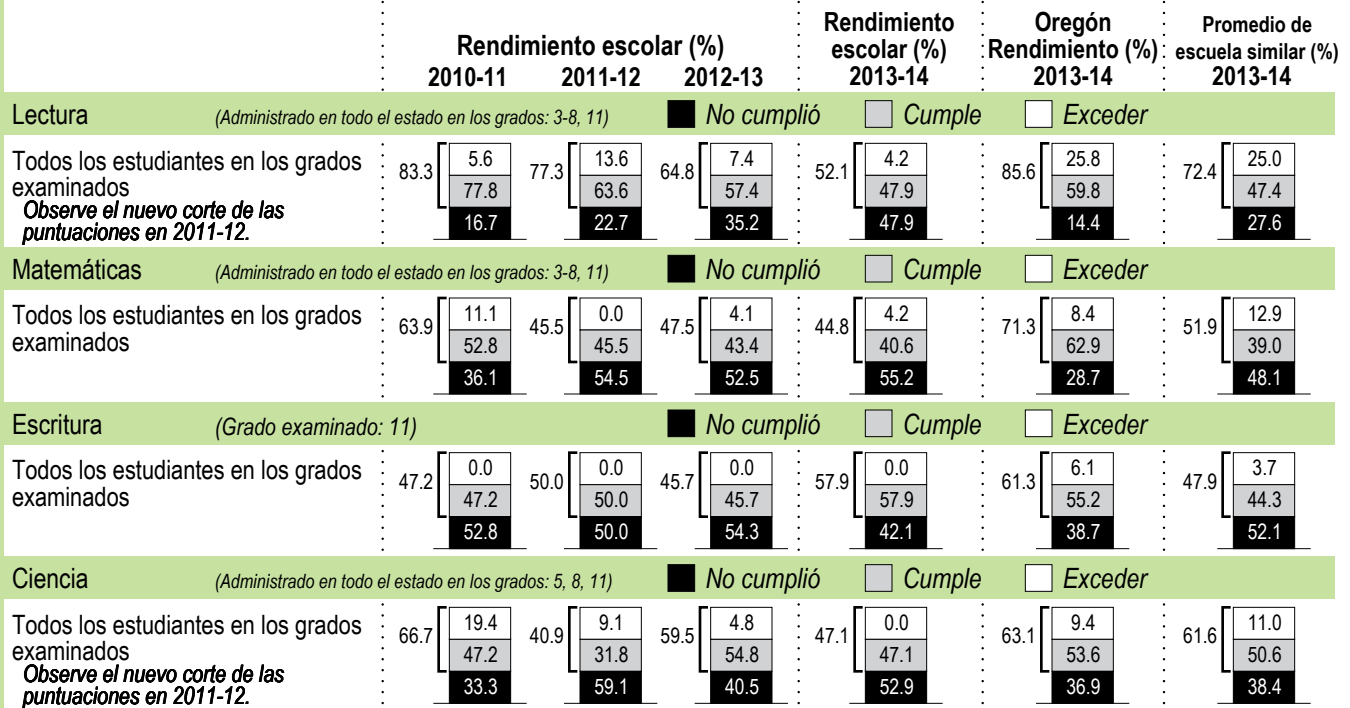 Rendimiento escolar (%)
2010-11 2011-12 2012-13
Rendimiento
escolar (%)
2013-14
Oregón
Rendimiento (%)
2013-14
Promedio de
escuela similar (%)
2013-14
Lectura (Administrado en todo el estado en los grados: 3-8, 11) No cumplió Cumple Exceder
Todos los estudiantes en los grados
examinados
Observe el nuevo corte de las
puntuaciones en 2011-12.
83.3 5.6 77.8 16.7
77.3 13.6 63.6 22.7
64.8 7.4 57.4 35.2
52.1 4.2 47.9 47.9
85.6 25.8 59.8 14.4
72.4 25.0 47.4 27.6
Matemáticas (Administrado en todo el estado en los grados: 3-8, 11) No cumplió Cumple Exceder
Todos los estudiantes en los grados
examinados
63.9 11.1 52.8 36.1
45.5 0.0 45.5 54.5
47.5 4.1 43.4 52.5
44.8 4.2 40.6 55.2
71.3 8.4 62.9 28.7
51.9 12.9 39.0 48.1
Escritura (Grado examinado: 11) No cumplió Cumple Exceder
Todos los estudiantes en los grados
examinados
47.2 0.0 47.2 52.8
50.0 0.0 50.0 50.0
45.7 0.0 45.7 54.3
57.9 0.0 57.9 42.1
61.3 6.1 55.2 38.7
47.9 3.7 44.3 52.1
Ciencia (Administrado en todo el estado en los grados: 5, 8, 11) No cumplió Cumple Exceder
Todos los estudiantes en los grados
examinados
Observe el nuevo corte de las
puntuaciones en 2011-12.
66.7 19.4 47.2 33.3
40.9 9.1 31.8 59.1
59.5 4.8 54.8 40.5
47.1 0.0 47.1 52.9
63.1 9.4 53.6 36.9
61.6 11.0 50.6 38.4